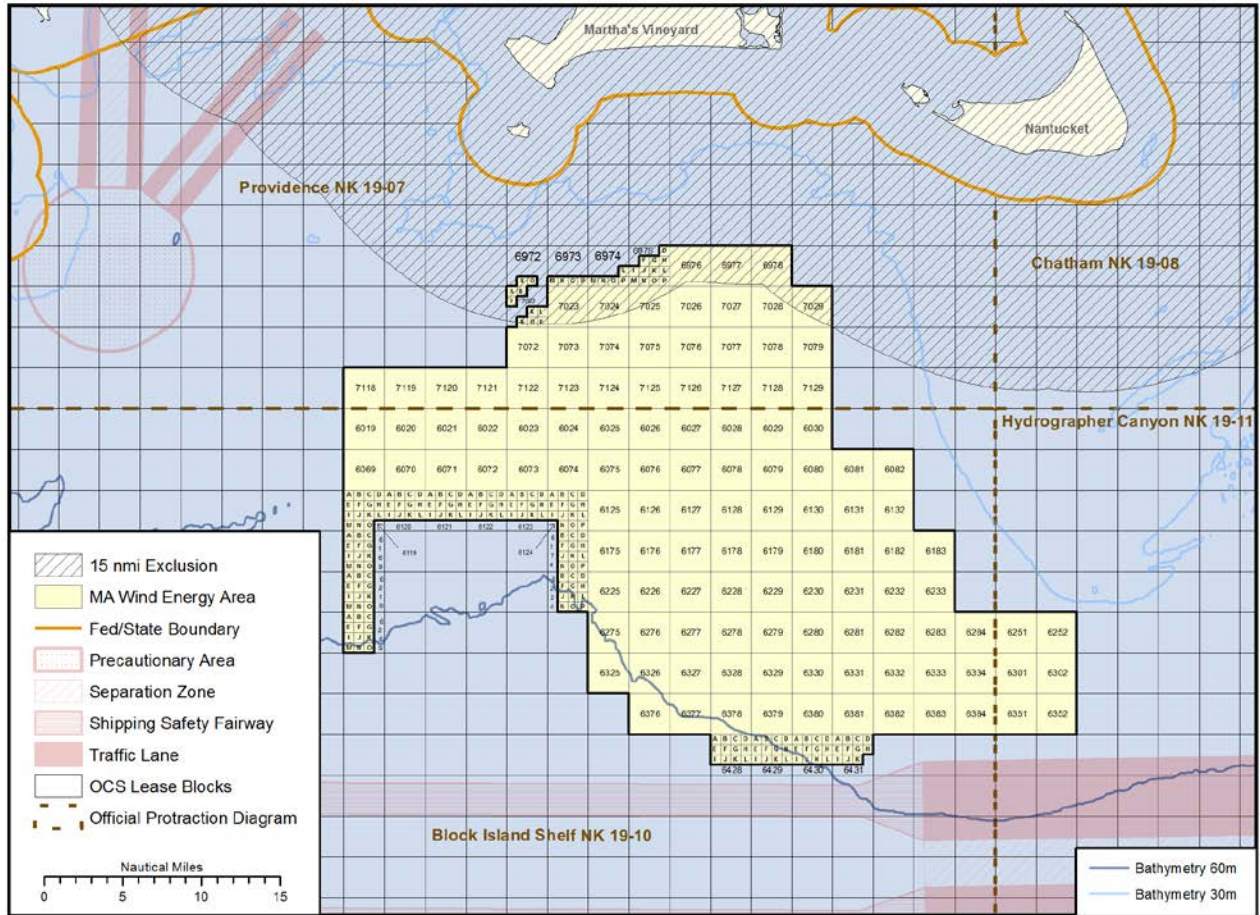 Martha's Vineyard
Nantucket
Providence NK 19-07
Chatham NK 19-08
6972 6973 6974 6975
6976 6977 6978
7023 7024 7025 7026 7027 7028 7029
7072 7073 7074 7075 7076 7077 7078 7079
7118 7119 7120 7121 7122 7123 7124 7125 7126 7127 7128 7129
Hydrographer Canyon NK 19-11
6019 6020 6021 6022 6023 6024 6025 6026 6027 6028 6029 6030
6069 6070 6071 6072 6073 6074 6075 6076 6077 6078 6079 6080 6081 6082
6125 6126 6127 6128 6129 6130 6131 6132
6120 6121 6122 6123
6119 6124
6175 6176 6177 6178 6179 6180 6181 6182 6183
6225 6226 6227 6228 6229 6230 6231 6232 6233
6275 6276 6277 6278 6279 6280 6281 6282 6283 6284 6251 6252
6325 6326 6327 6328 6329 6330 6331 6332 6333 6334 6301 6302
6376 6377 6378 6379 6380 6381 6382 6383 6384 6351 6352
A B C D A B C D A B C D A B C D
E F G H E F G H E F G H E F G H
I J K L I J K L I J K L I J K
6428 6429 6430 6431
Block Island Shelf NK 19-10
15 nmi Exclusion
MA Wind Energy Area
Fed/State Boundary
Precautionary Area
Separation Zone
Shipping Safety Fairway
Traffic Lane
OCS Lease Blocks
Official Protraction Diagram
Nautical Miles
0 5 10 15
Bathymetry 60m
Bathymetry 30m